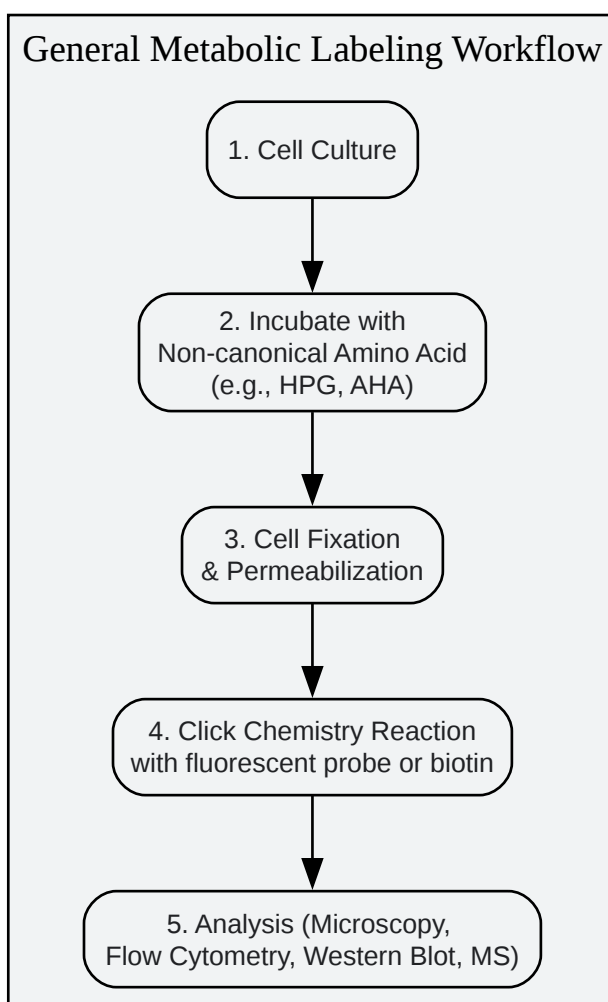 General Metabolic Labeling Workflow
1. Cell Culture
2. Incubate with
Non-canonical Amino Acid
(e.g., HPG, AHA)
3. Cell Fixation
& Permeabilization
4. Click Chemistry Reaction
with fluorescent probe or biotin
5. Analysis (Microscopy,
Flow Cytometry, Western Blot, MS)